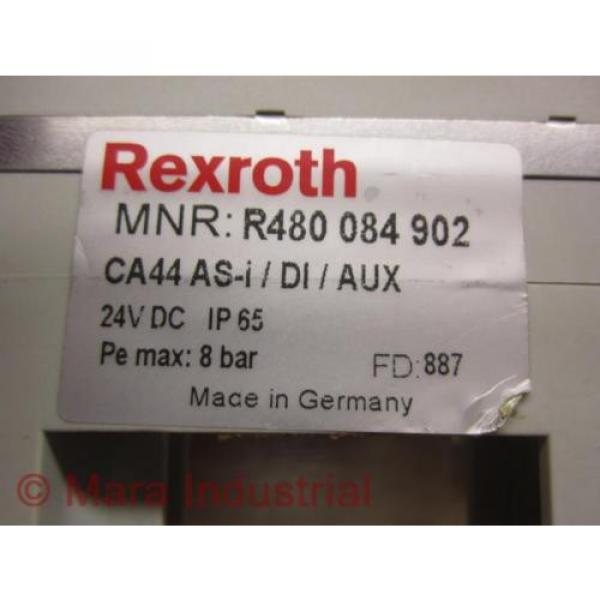 Rexroth
MNR: R480 084 902
CA44 AS-i / DI / AUX
24V DC IP 65
Pe max: 8 bar FD: 887
Made in Germany
© Mara Industrial